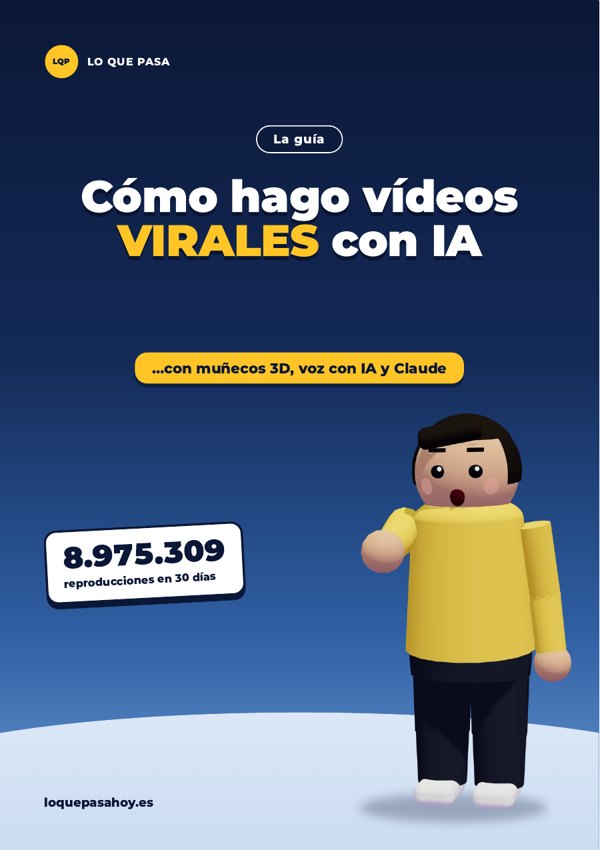 LQP LO QUE PASA
La guía
Cómo hago vídeos
VIRALES con IA
...con muñecos 3D, voz con IA y Claude
8.975.309
reproducciones en 30 días
loquepasahoy.es